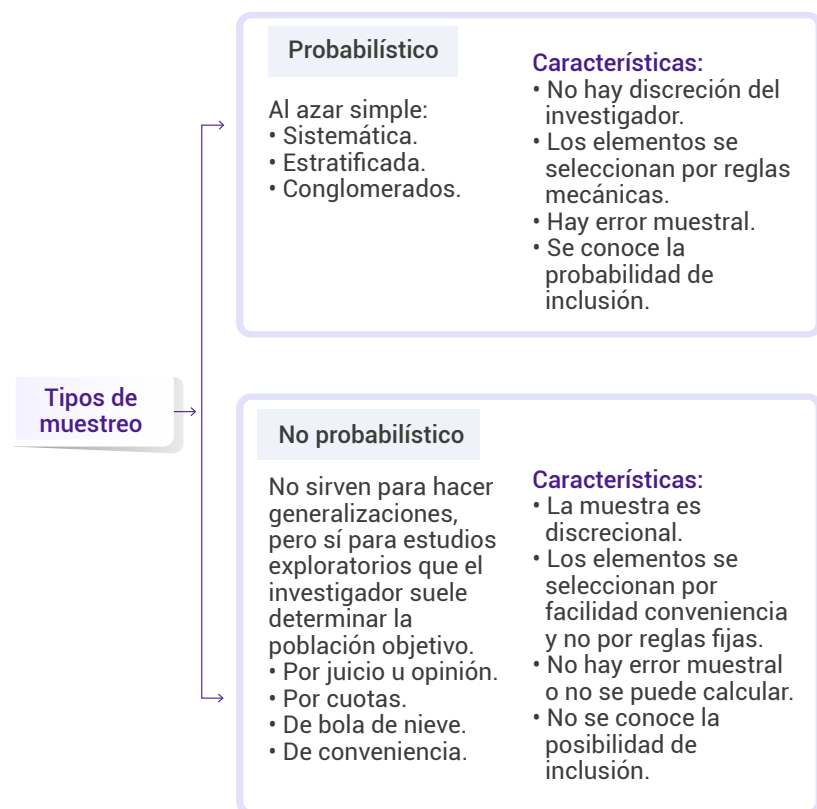 Tipos de
muestreo
Probabilístico
Al azar simple:
• Sistemática.
• Estratificada.
• Conglomerados.
Características:
• No hay discreción del
investigador.
• Los elementos se
seleccionan por reglas
mecánicas.
• Hay error muestral.
• Se conoce la
probabilidad de
inclusión.
No probabilístico
No sirven para hacer
generalizaciones,
pero sí para estudios
exploratorios que el
investigador suele
determinar la
población objetivo.
• Por juicio u opinión.
• Por cuotas.
• De bola de nieve.
• De conveniencia.
Características:
• La muestra es
discrecional.
• Los elementos se
seleccionan por
facilidad conveniencia
y no por reglas fijas.
• No hay error muestral
o no se puede calcular.
• No se conoce la
posibilidad de
inclusión.